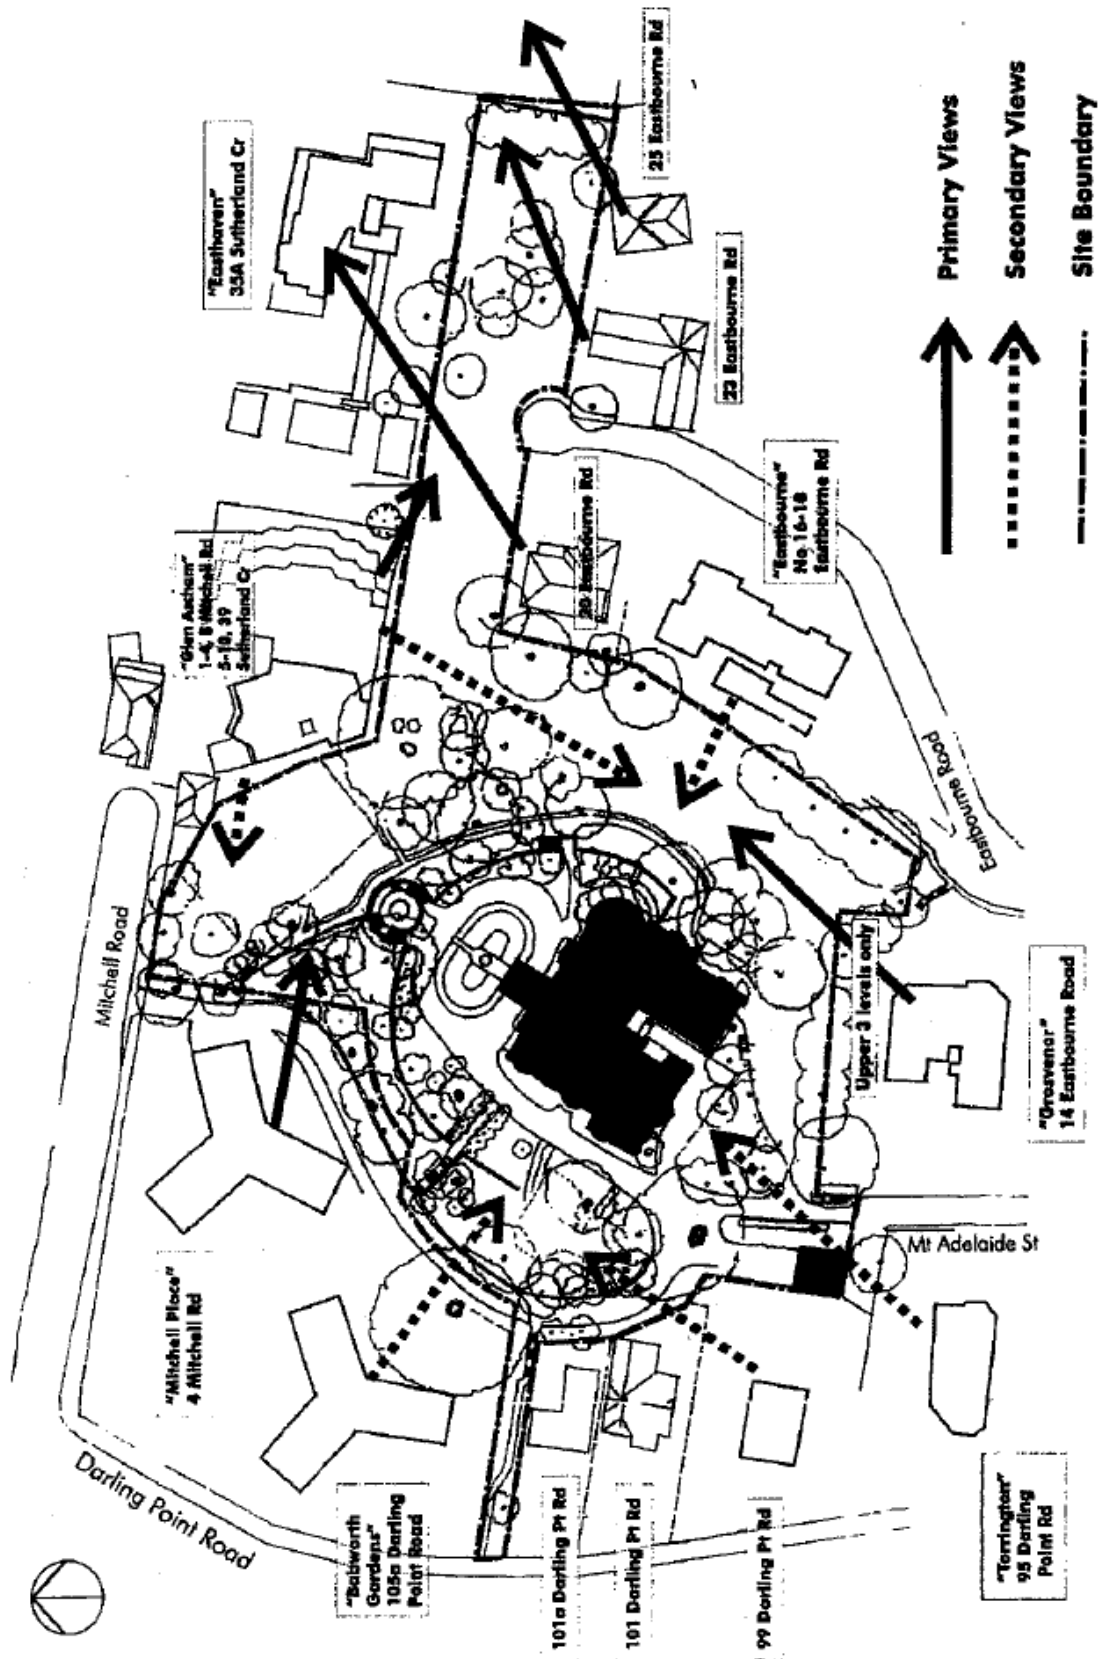 "Easthaven"
35A Sutherland Cr
25 Eastbourne Rd
23 Eastbourne Rd
"Glen Ascham"
1-4, 8 Mitchell Rd
5-10, 39
Sutherland Cr
20 Eastbourne Rd
"Eastbourne"
No 16-18
Eastbourne Rd
Primary Views
Secondary Views
Site Boundary
Mitchell Road
Eastbourne Road
Upper 3 levels only
"Grosvenor"
14 Eastbourne Road
Mt Adelaide St
"Mitchell Place"
4 Mitchell Rd
Darling Point Road
"Babworth
Gardens"
105a Darling
Point Road
101a Darling Pt Rd
101 Darling Pt Rd
99 Darling Pt Rd
"Torrington"
95 Darling
Point Rd